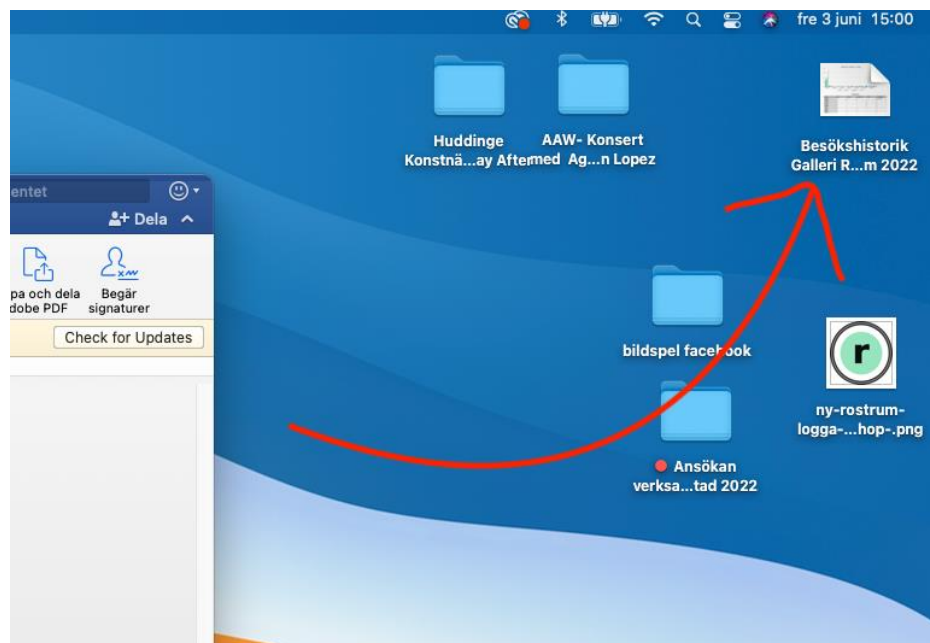 fre 3 juni 15:00
Huddinge
Konstnä...ay After
AAW- Konsert
med Ag...n Lopez
Besökshistorik
Galleri R...m 2022
entet
Dela
pa och dela
dobe PDF
Begär
signaturer
Check for Updates
bildspel facebook
r
ny-rostrum-
logga-...hop-.png
Ansökan
verksa...tad 2022